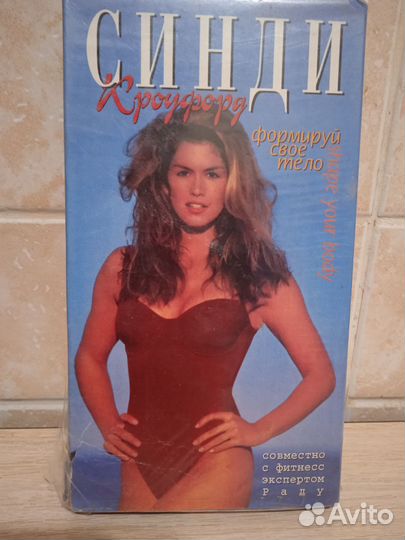 СИНДИ
Кроуфорд
формируй
свое
тело
shape your body
совместно
с фитнесс
экспертом
Раду
Avito